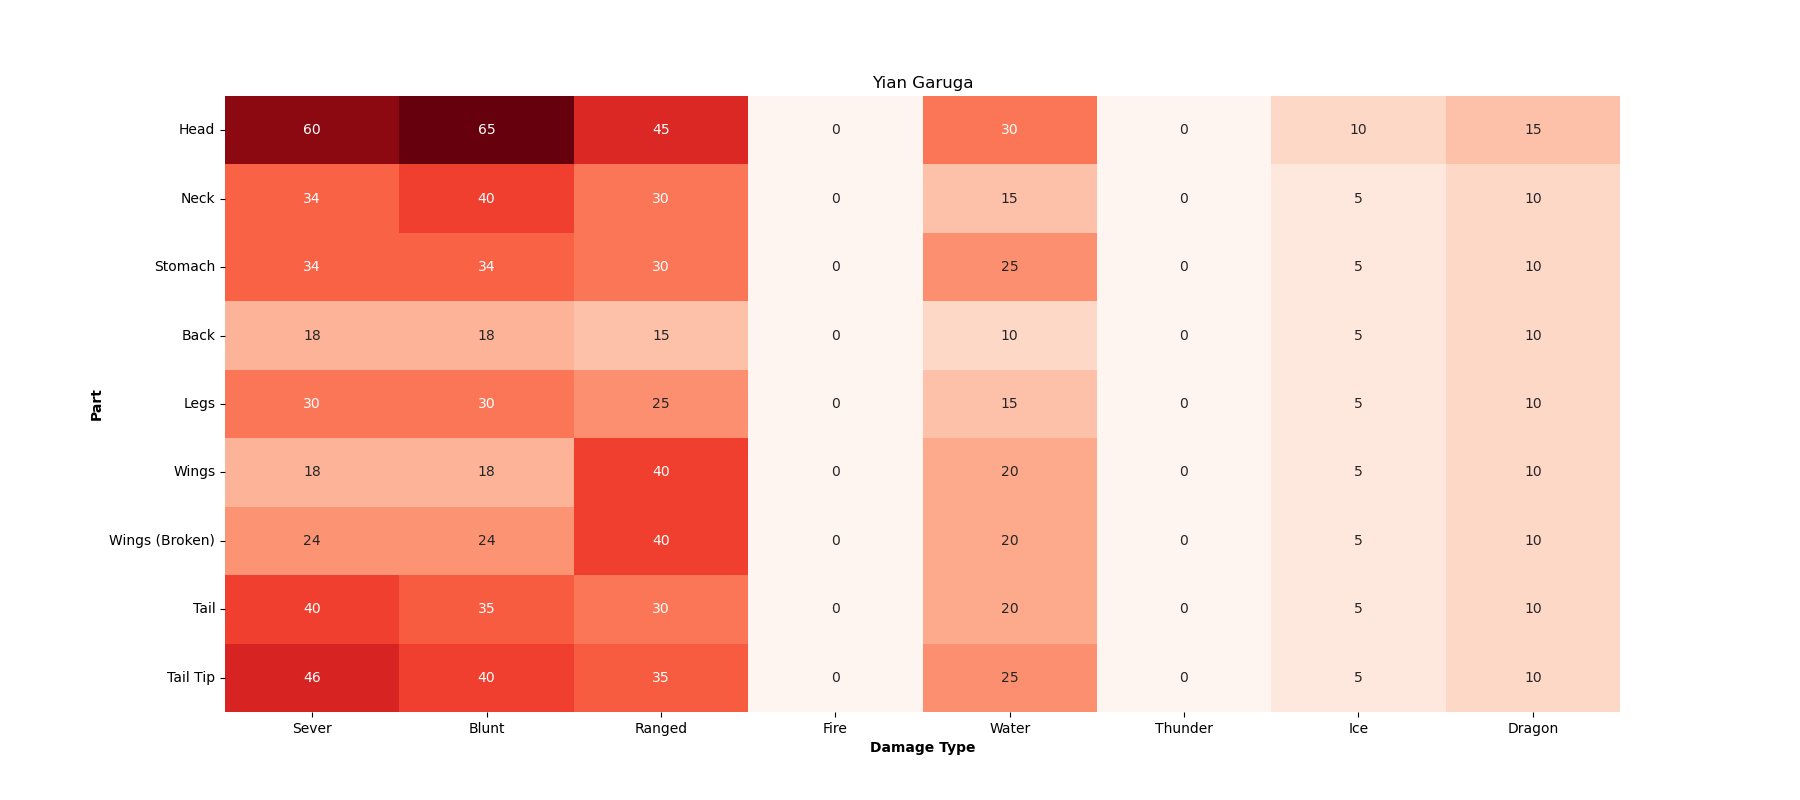 Yian Garuga
Head 60 65 45 0 30 0 10 15
Neck 34 40 30 0 15 0 5 10
Stomach 34 34 30 0 25 0 5 10
Back 18 18 15 0 10 0 5 10
Legs 30 30 25 0 15 0 5 10
Part
Wings 18 18 40 0 20 0 5 10
Wings (Broken) 24 24 40 0 20 0 5 10
Tail 40 35 30 0 20 0 5 10
Tail Tip 46 40 35 0 25 0 5 10
Sever Blunt Ranged Fire Water Thunder Ice Dragon
Damage Type